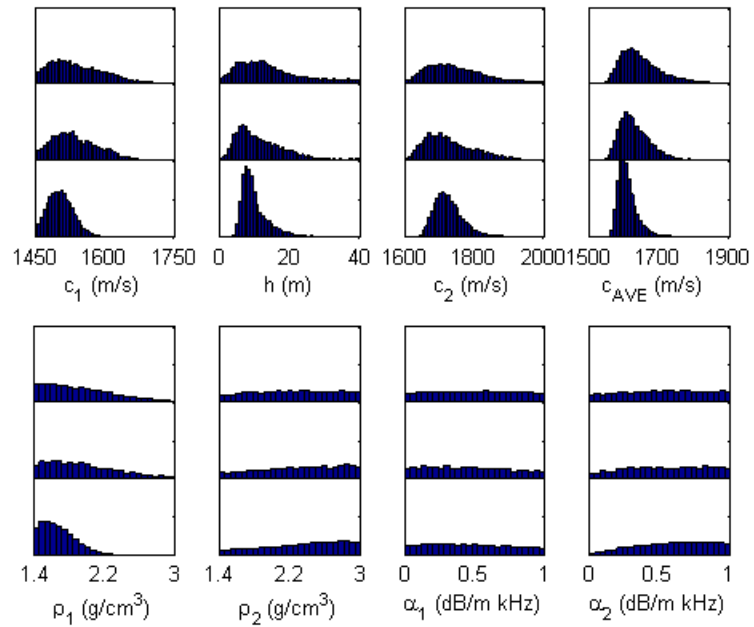 1450 1600 1750 0 20 40 1600 1800 2000 1500 1700 1900
c₁ (m/s) h (m) c₂ (m/s) c_AVE (m/s)
1.4 2.2 3 1.4 2.2 3 0 0.5 1 0 0.5 1
ρ₁ (g/cm³) ρ₂ (g/cm³) α₁ (dB/m kHz) α₂ (dB/m kHz)